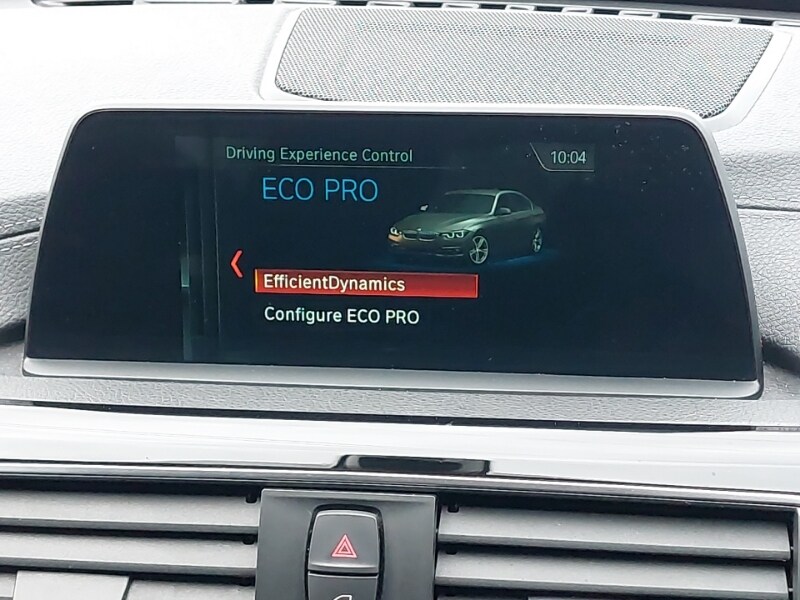 Driving Experience Control
10:04
ECO PRO
EfficientDynamics
Configure ECO PRO